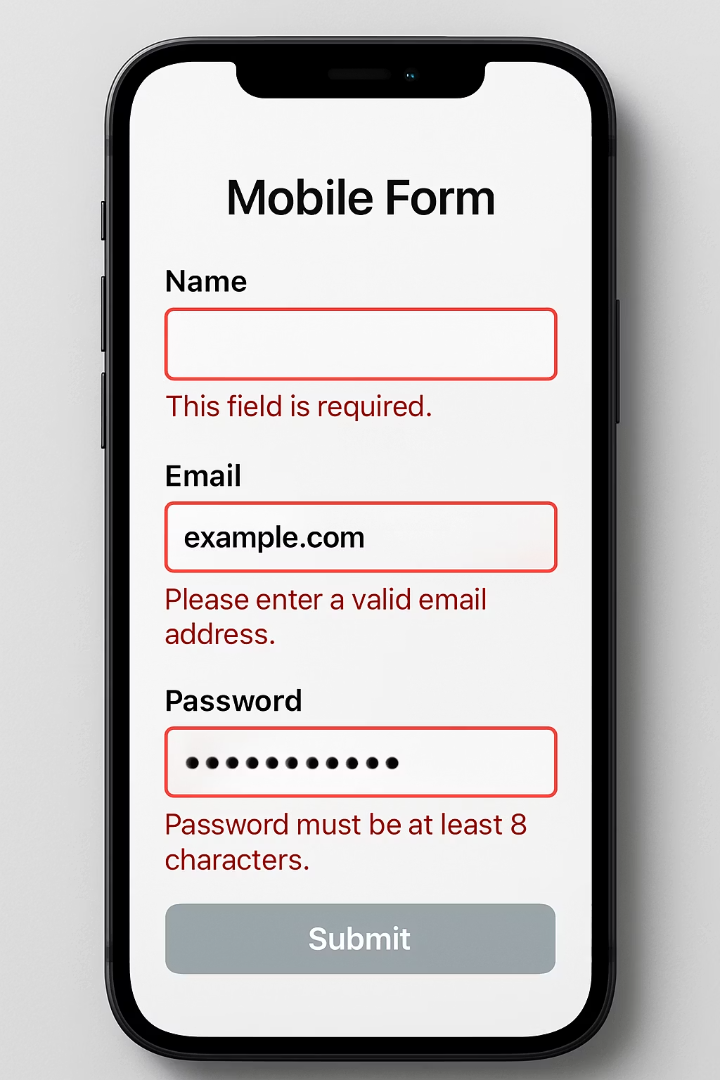 Mobile Form
Name
This field is required.
Email
example.com
Please enter a valid email
address.
Password
•••••••••••
Password must be at least 8
characters.
Submit